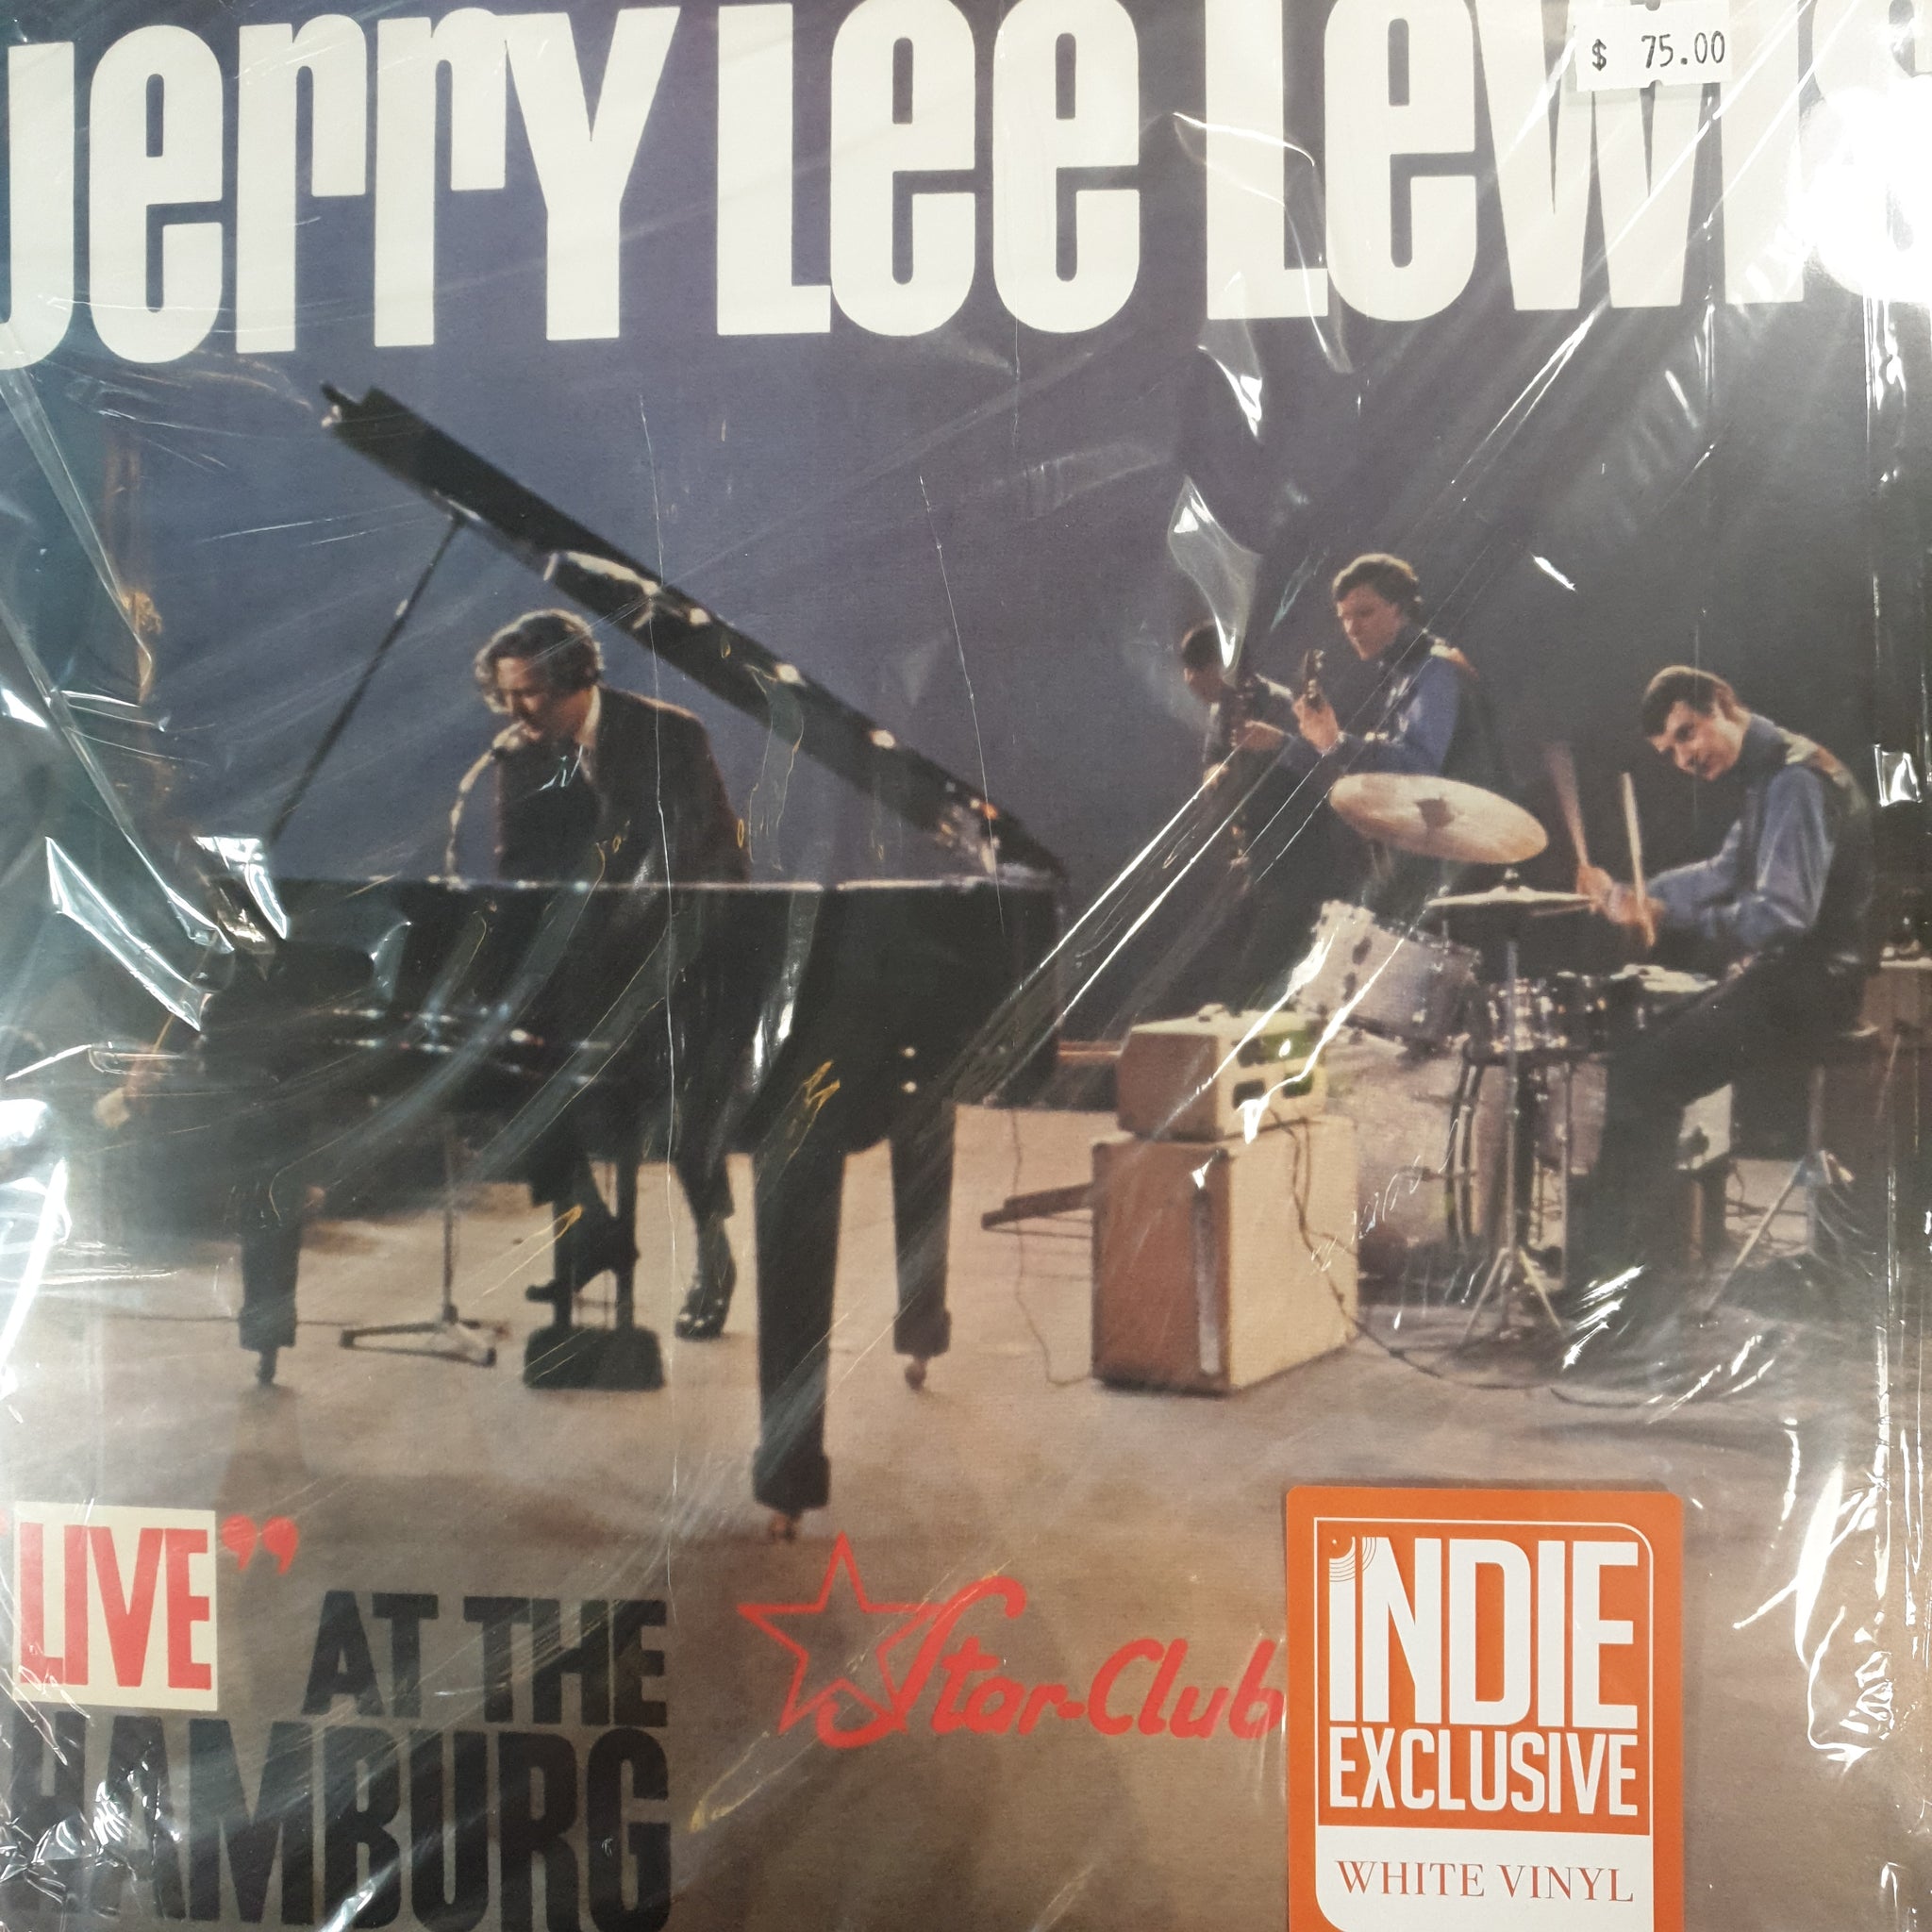 Jerry Lee Lewis
$ 75.00
"LIVE" AT THE
HAMBURG
Star-Club
INDIE
EXCLUSIVE
WHITE VINYL